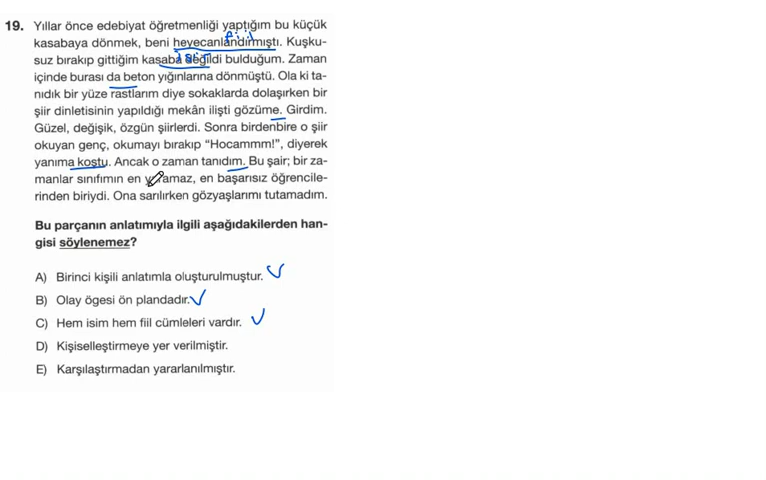 19. Yıllar önce edebiyat öğretmenliği yaptığım bu küçük
kasabaya dönmek, beni heyecanlandırmıştı. Kuşku-
fiil
suz bırakıp gittiğim kasaba değildi bulduğum. Zaman
isim
içinde burası da beton yığınlarına dönmüştü. Ola ki ta-
nıdık bir yüze rastlarım diye sokaklarda dolaşırken bir
şiir dinletisinin yapıldığı mekân ilişti gözüme. Girdim.
Güzel, değişik, özgün şiirlerdi. Sonra birdenbire o şiir
okuyan genç, okumayı bırakıp "Hocammm!", diyerek
yanıma koştu. Ancak o zaman tanıdım. Bu şair; bir za-
manlar sınıfımın en yaramaz, en başarısız öğrencile-
rinden biriydi. Ona sarılırken gözyaşlarımı tutamadım.
Bu parçanın anlatımıyla ilgili aşağıdakilerden han-
gisi söylenemez?
A) Birinci kişili anlatımla oluşturulmuştur.
B) Olay ögesi ön plandadır.
C) Hem isim hem fiil cümleleri vardır.
D) Kişiselleştirmeye yer verilmiştir.
E) Karşılaştırmadan yararlanılmıştır.